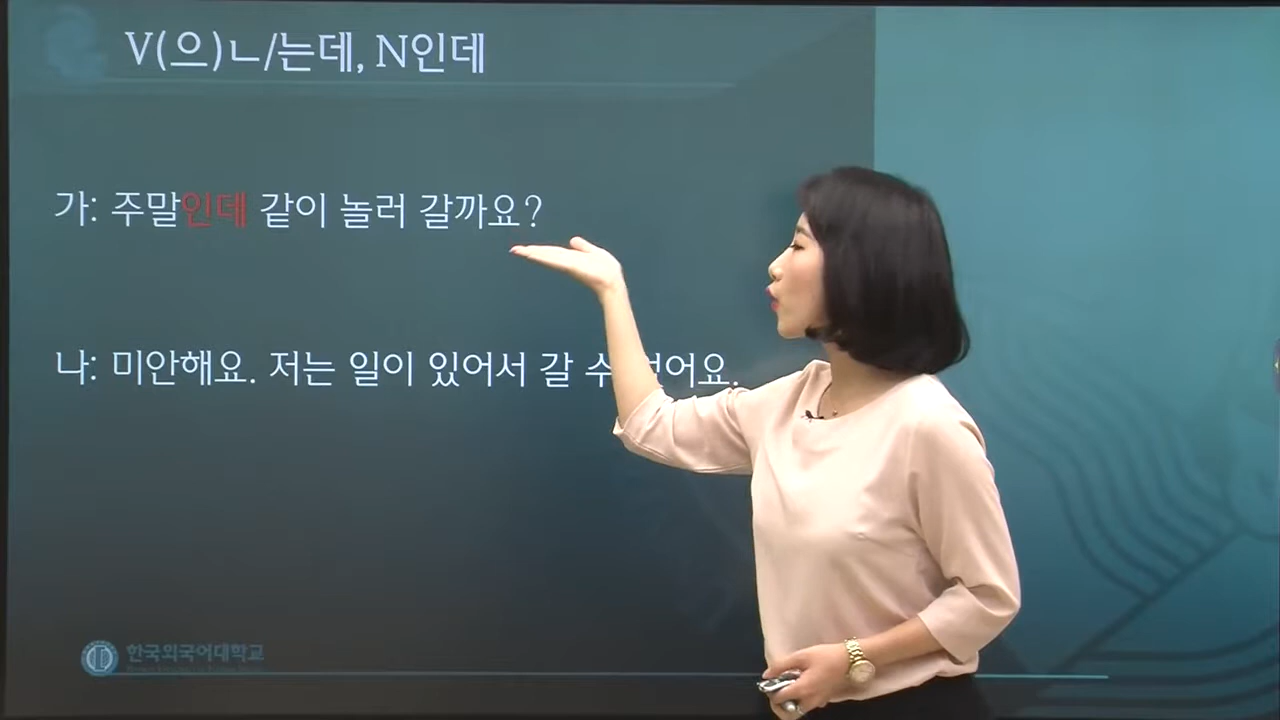 V(으)ㄴ/는데, N인데
가: 주말인데 같이 놀러 갈까요?
나: 미안해요. 저는 일이 있어서 갈 수
한국외국어대학교